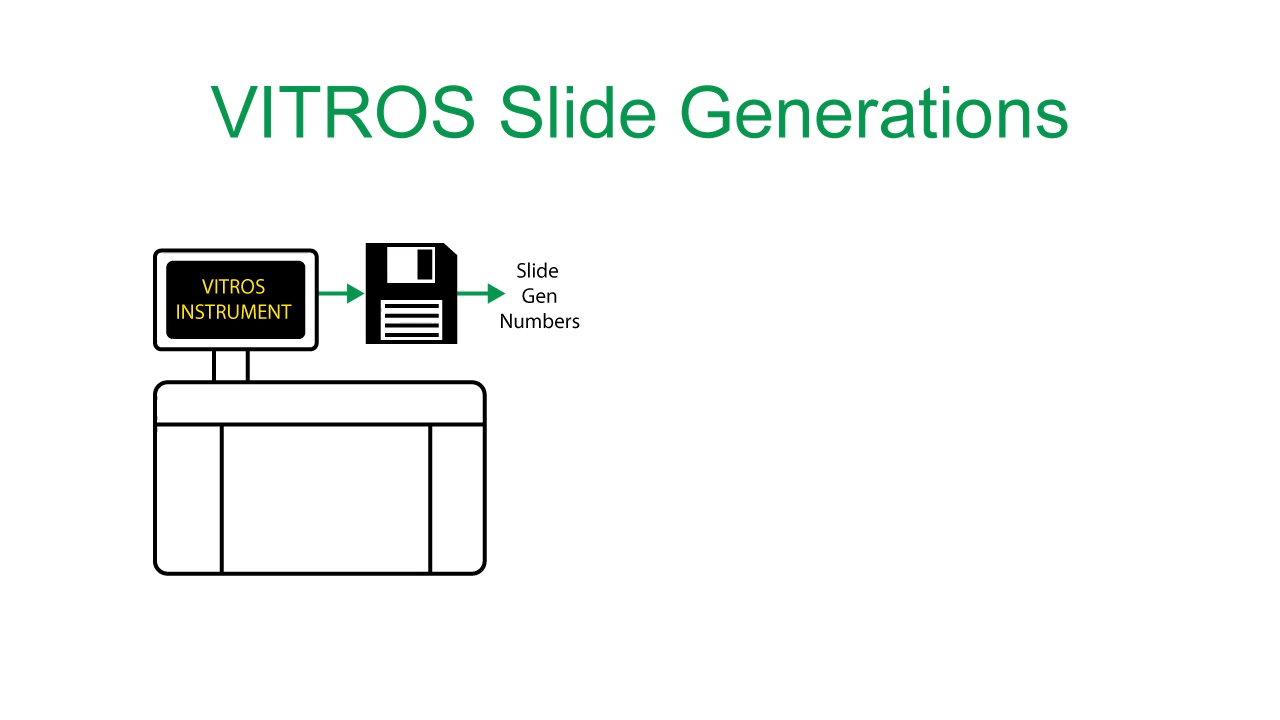 VITROS Slide Generations
VITROS
INSTRUMENT
Slide
Gen
Numbers